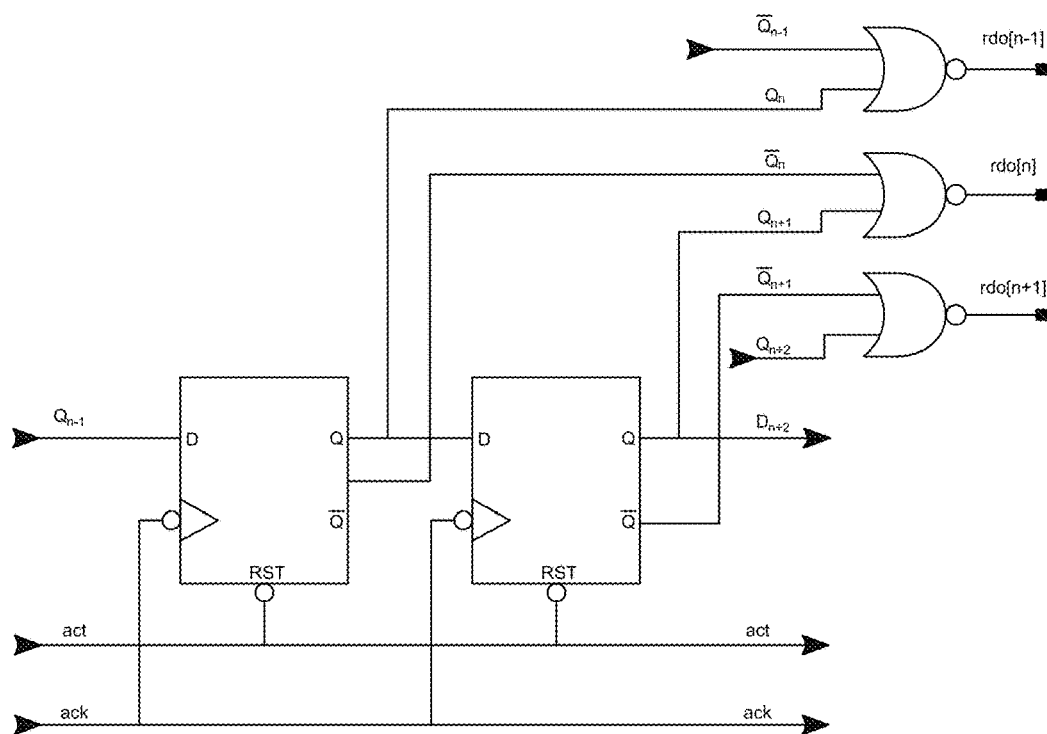 Q̅ₙ₋₁
rdo[n-1]
Qₙ
Q̅ₙ
rdo[n]
Qₙ₊₁
Q̅ₙ₊₁
rdo[n+1]
Qₙ₊₂
Qₙ₋₁
D
Q
D
Q
Dₙ₊₂
Q̅
Q̅
RST
RST
act
act
ack
ack